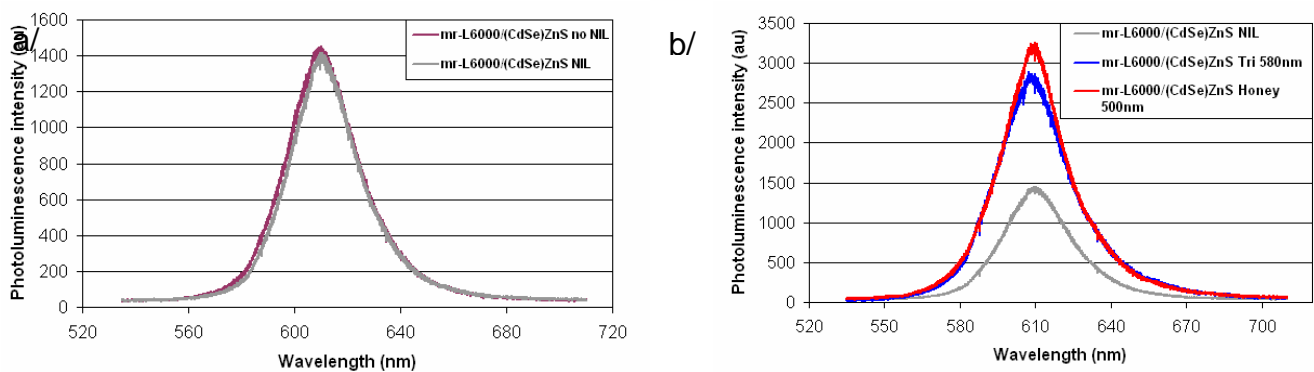 a/
Photoluminescence intensity (au)
1600
1400
1200
1000
800
600
400
200
0
520 560 600 640 680 720
Wavelength (nm)
mr-L6000/(CdSe)ZnS no NIL
mr-L6000/(CdSe)ZnS NIL
b/
Photoluminescence intensity (au)
3500
3000
2500
2000
1500
1000
500
0
520 550 580 610 640 670 700
Wavelength (nm)
mr-L6000/(CdSe)ZnS NIL
mr-L6000/(CdSe)ZnS Tri 580nm
mr-L6000/(CdSe)ZnS Honey
500nm